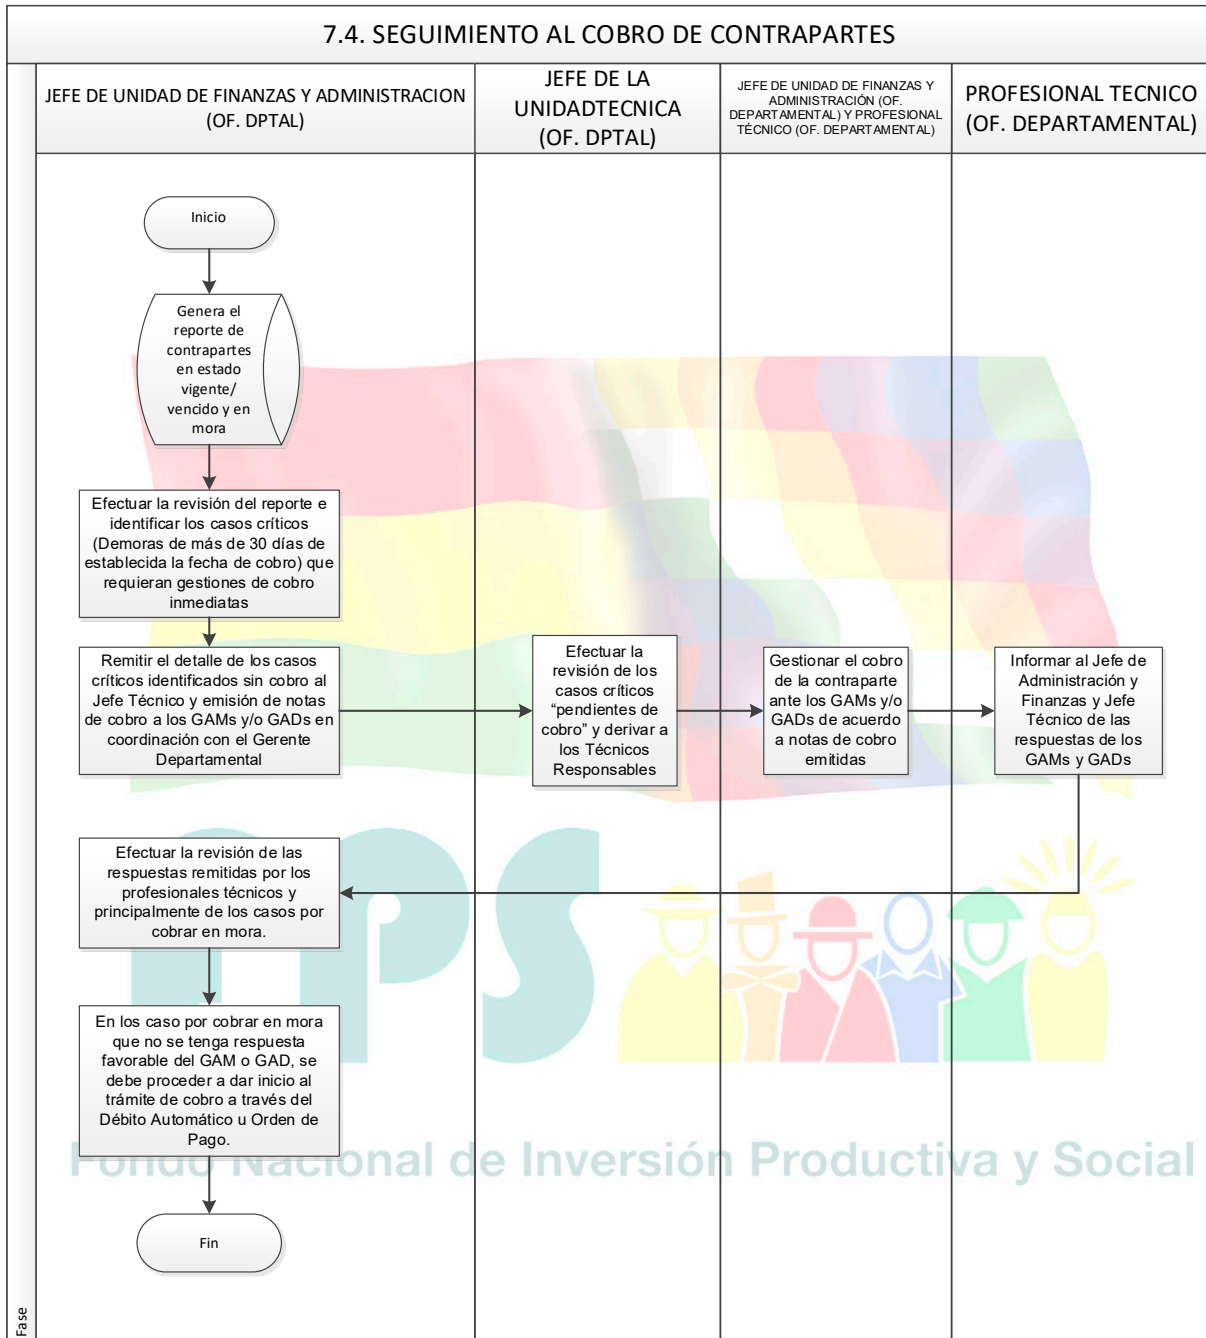 7.4. SEGUIMIENTO AL COBRO DE CONTRAPARTES
JEFE DE UNIDAD DE FINANZAS Y ADMINISTRACION
(OF. DPTAL)
JEFE DE LA
UNIDADTECNICA
(OF. DPTAL)
JEFE DE UNIDAD DE FINANZAS Y
ADMINISTRACIÓN (OF.
DEPARTAMENTAL) Y PROFESIONAL
TÉCNICO (OF. DEPARTAMENTAL)
PROFESIONAL TECNICO
(OF. DEPARTAMENTAL)
Inicio
Genera el
reporte de
contrapartes
en estado
vigente/
vencido y en
mora
Efectuar la revisión del reporte e
identificar los casos críticos
(Demoras de más de 30 días de
establecida la fecha de cobro) que
requieran gestiones de cobro
inmediatas
Remitir el detalle de los casos
críticos identificados sin cobro al
Jefe Técnico y emisión de notas
de cobro a los GAMs y/o GADs en
coordinación con el Gerente
Departamental
Efectuar la
revisión de los
casos críticos
“pendientes de
cobro” y derivar a
los Técnicos
Responsables
Gestionar el cobro
de la contraparte
ante los GAMs y/o
GADs de acuerdo
a notas de cobro
emitidas
Informar al Jefe de
Administración y
Finanzas y Jefe
Técnico de las
respuestas de los
GAMs y GADs
Efectuar la revisión de las
respuestas remitidas por los
profesionales técnicos y
principalmente de los casos por
cobrar en mora.
En los caso por cobrar en mora
que no se tenga respuesta
favorable del GAM o GAD, se
debe proceder a dar inicio al
trámite de cobro a través del
Débito Automático u Orden de
Pago.
Fondo Nacional de Inversión Productiva y Social
Fin
Fase